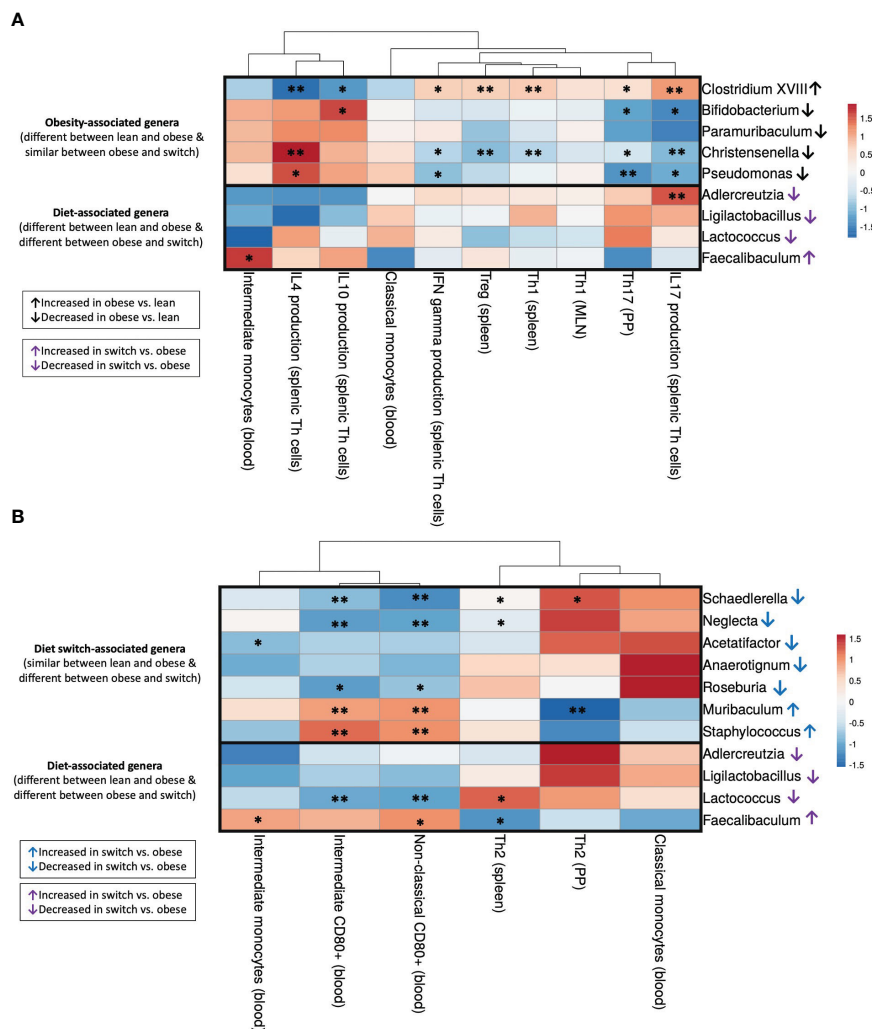 A
Obesity-associated genera
(different between lean and obese &
similar between obese and switch)
Diet-associated genera
(different between lean and obese &
different between obese and switch)
↑Increased in obese vs. lean
↓Decreased in obese vs. lean
↑Increased in switch vs. obese
↓Decreased in switch vs. obese
** * * ** ** * ** Clostridium XVIII↑
* * * Bifidobacterium↓
Paramuribaculum↓
** * ** ** * ** Christensenella↓
* * ** * Pseudomonas↓
** Adlercreutzia↓
Ligilactobacillus↓
Lactococcus↓
* Faecalibaculum↑
Intermediate monocytes (blood)
IL4 production (splenic Th cells)
IL10 production (splenic Th cells)
Classical monocytes (blood)
IFN gamma production (splenic Th cells)
Treg (spleen)
Th1 (spleen)
Th1 (MLN)
Th17 (PP)
IL17 production (splenic Th cells)
1.5
1
0.5
0
-0.5
-1
-1.5
B
Diet switch-associated genera
(similar between lean and obese &
different between obese and switch)
Diet-associated genera
(different between lean and obese &
different between obese and switch)
↑Increased in switch vs. obese
↓Decreased in switch vs. obese
↑Increased in switch vs. obese
↓Decreased in switch vs. obese
** ** * * Schaedlerella↓
** ** * Neglecta↓
* Acetatifactor↓
Anaerotignum↓
* * Roseburia↓
** ** ** Muribaculum↑
** ** Staphylococcus↑
Adlercreutzia↓
Ligilactobacillus↓
** ** * Lactococcus↓
* * * Faecalibaculum↑
Intermediate monocytes (blood)
Intermediate CD80+ (blood)
Non-classical CD80+ (blood)
Th2 (spleen)
Th2 (PP)
Classical monocytes (blood)
1.5
1
0.5
0
-0.5
-1
-1.5